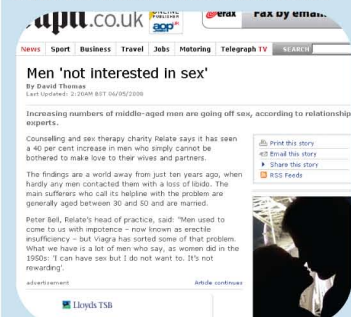 .co.uk
aop
erax
Fax by email.
News Sport Business Travel Jobs Motoring Telegraph TV SEARCH
Men 'not interested in sex'
By David Thomas
Last Updated: 2:20AM BST 06/05/2008
Increasing numbers of middle-aged men are going off sex, according to relationship
experts.
Counselling and sex therapy charity Relate says it has seen
a 40 per cent increase in men who simply cannot be
bothered to make love to their wives and partners.
The findings are a world away from just ten years ago, when
hardly any men contacted them with a loss of libido. The
main sufferers who call its helpline with the problem are
generally aged between 30 and 50 and are married.
Peter Bell, Relate's head of practice, said: "Men used to
come to us with impotence – now known as erectile
insufficiency – but Viagra has sorted some of that problem.
What we have is a lot of men who say, as women did in the
1950s: 'I can have sex but I do not want to. It's not
rewarding'.
Print this story
Email this story
Share this story
RSS Feeds
advertisement
Article continues
Lloyds TSB